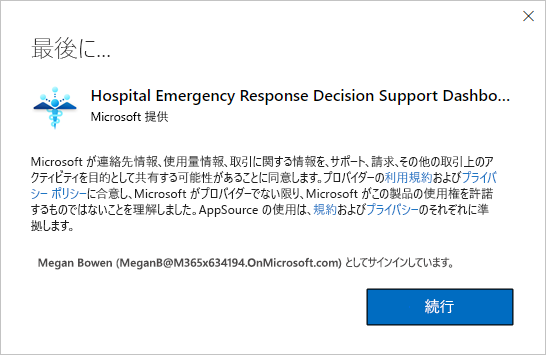 最後に...
Hospital Emergency Response Decision Support Dashbo...
Microsoft 提供
Microsoft が連絡先情報、使用量情報、取引に関する情報を、サポート、請求、その他の取引上のア
クティビティを目的として共有する可能性があることに同意します。プロバイダーの利用規約およびプライバ
シー ポリシーに合意し、Microsoft がプロバイダーでない限り、Microsoft がこの製品の使用権を許諾
するものではないことを理解しました。AppSource の使用は、規約およびプライバシーのそれぞれに準
拠します。
Megan Bowen (MeganB@M365x634194.OnMicrosoft.com) としてサインインしています。
続行